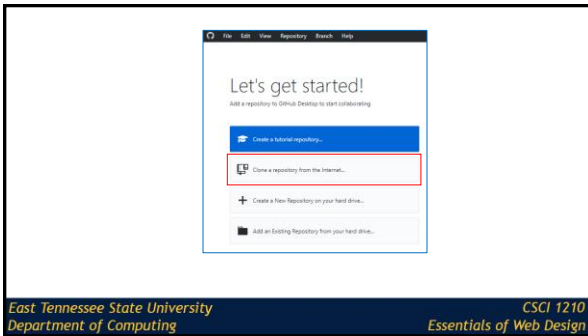 File Edit View Repository Branch Help
Let's get started!
Add a repository to GitHub Desktop to start collaborating
Create a tutorial repository...
Clone a repository from the Internet...
Create a New Repository on your hard drive...
Add an Existing Repository from your hard drive...
East Tennessee State University
Department of Computing
CSCI 1210
Essentials of Web Design